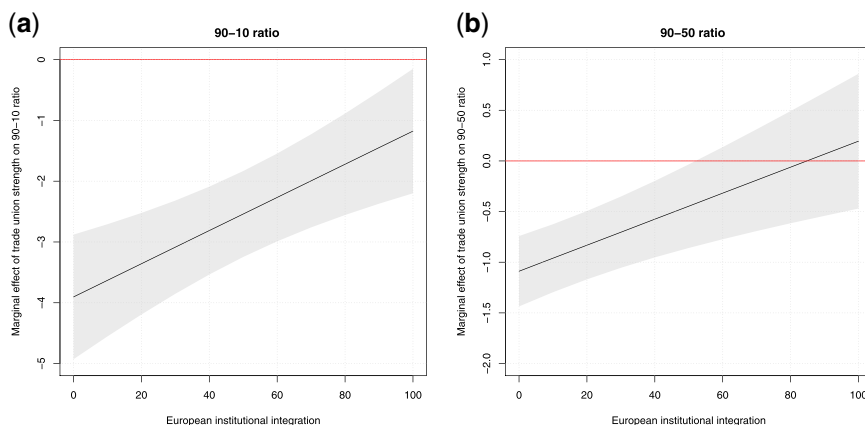 (a)
90−10 ratio
Marginal effect of trade union strength on 90−10 ratio
0
−1
−2
−3
−4
−5
0 20 40 60 80 100
European institutional integration
(b)
90−50 ratio
Marginal effect of trade union strength on 90−50 ratio
1.0
0.5
0.0
−0.5
−1.0
−1.5
−2.0
0 20 40 60 80 100
European institutional integration